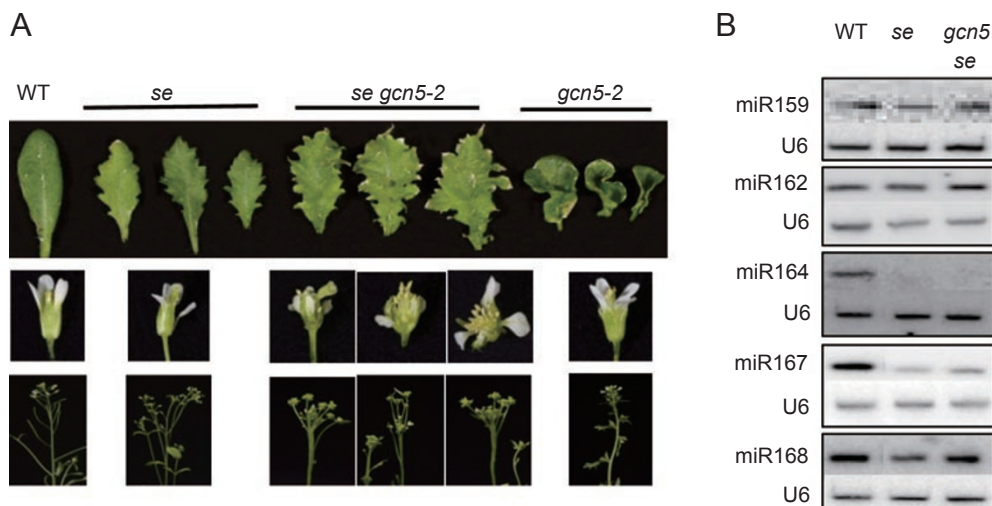 A
WT
se
se gcn5-2
gcn5-2
B
WT
se
gcn5
se
miR159
U6
miR162
U6
miR164
U6
miR167
U6
miR168
U6